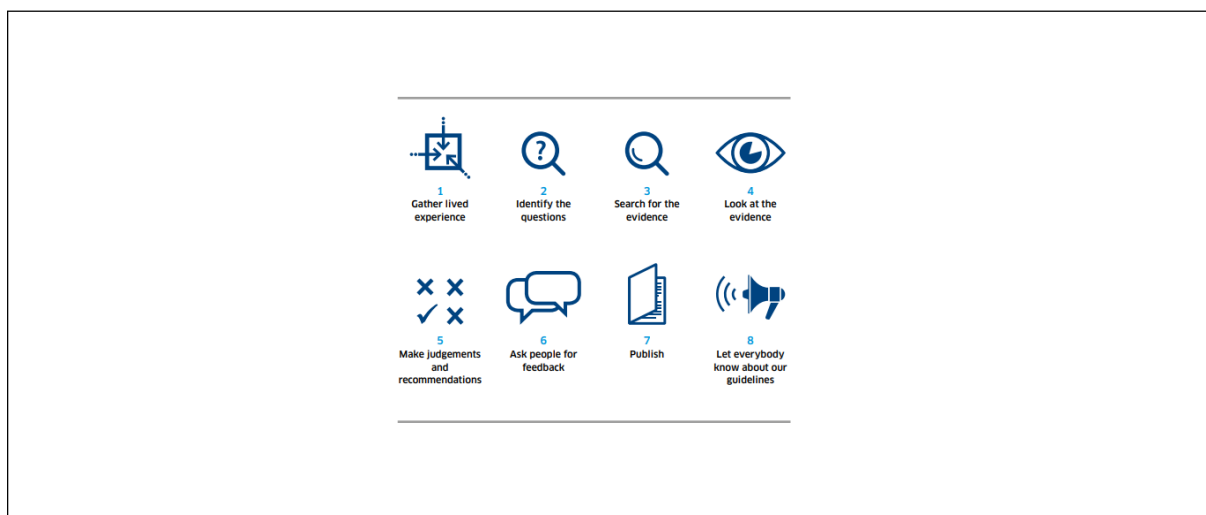 1
Gather lived
experience
2
Identify the
questions
3
Search for the
evidence
4
Look at the
evidence
5
Make judgements
and
recommendations
6
Ask people for
feedback
7
Publish
8
Let everybody
know about our
guidelines